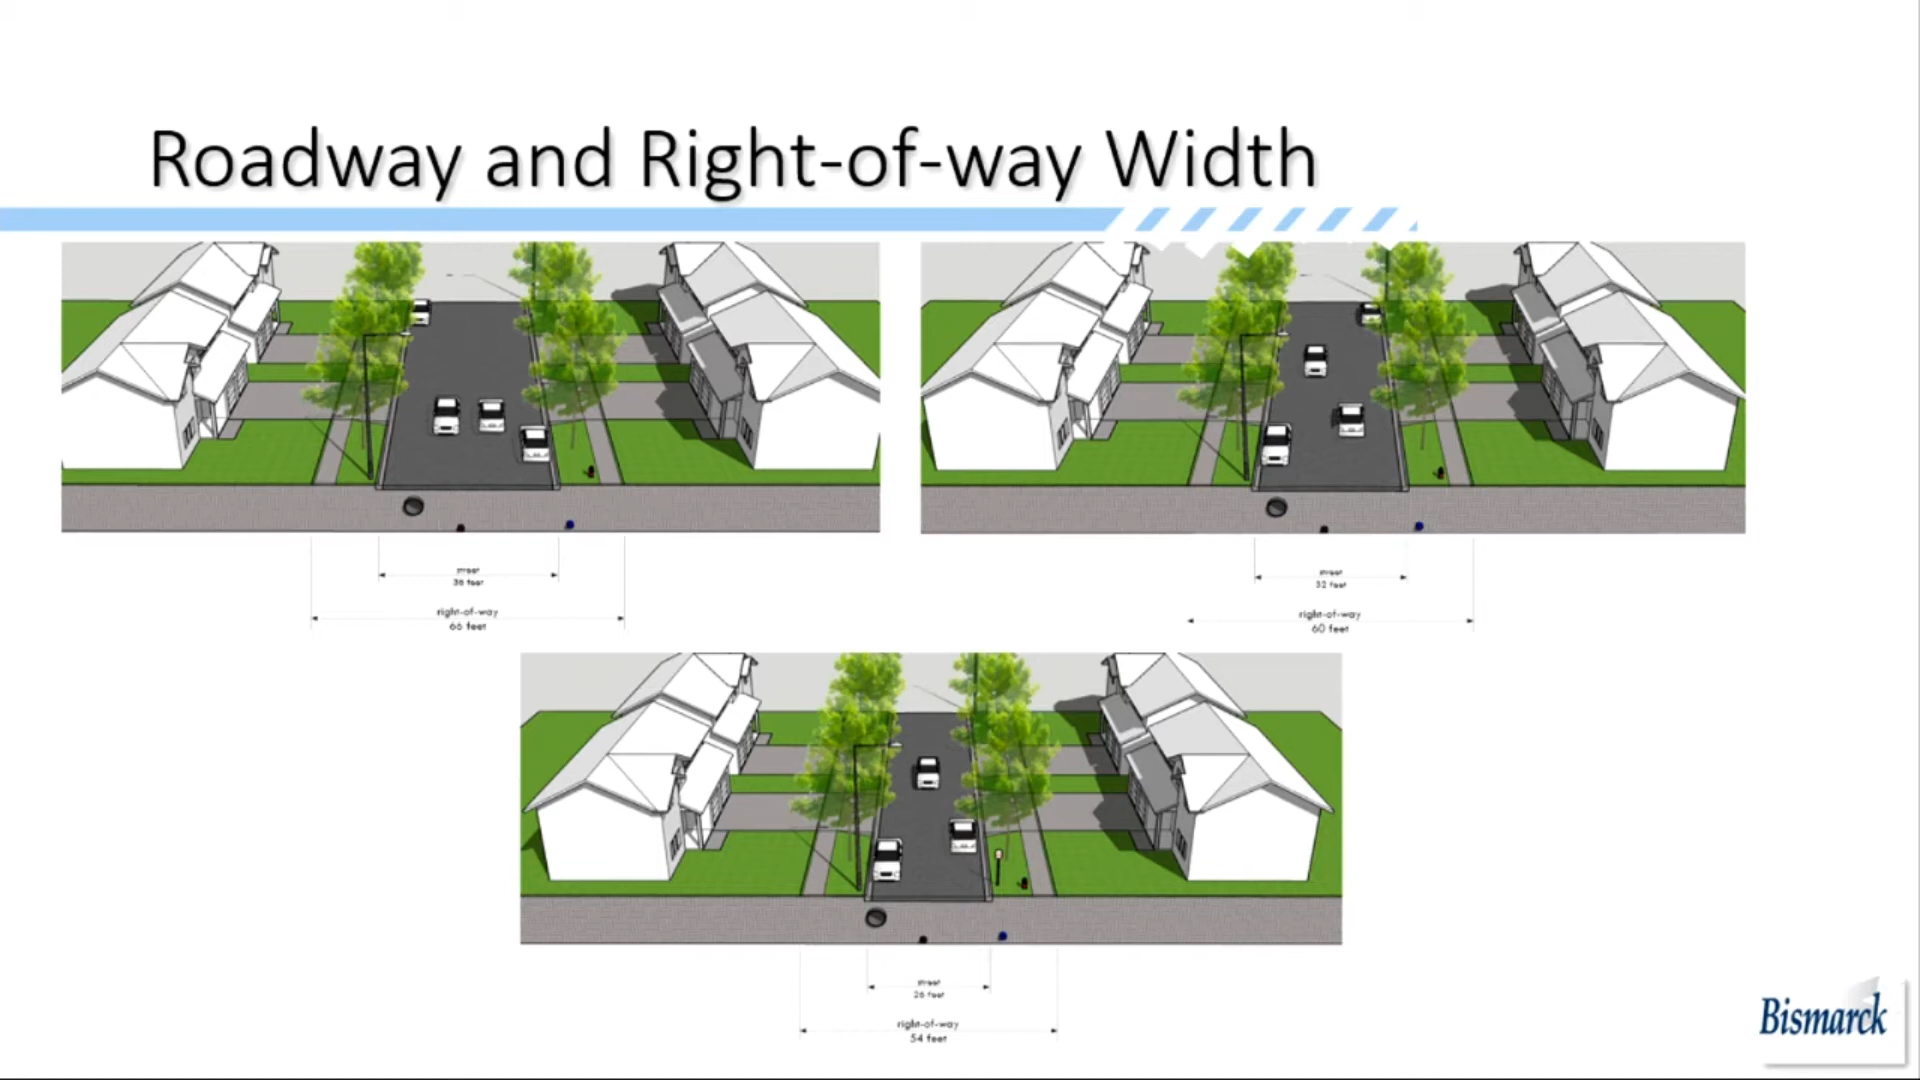 Roadway and Right-of-way Width
street
36 feet
right-of-way
66 feet
street
32 feet
right-of-way
60 feet
street
26 feet
right-of-way
54 feet
Bismarck